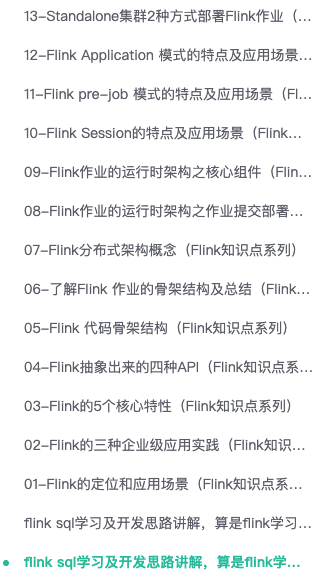 13-Standalone集群2种方式部署Flink作业（...
12-Flink Application 模式的特点及应用场景...
11-Flink pre-job 模式的特点及应用场景（Fl...
10-Flink Session的特点及应用场景（Flink...
09-Flink作业的运行时架构之核心组件（Flin...
08-Flink作业的运行时架构之作业提交部署...
07-Flink分布式架构概念（Flink知识点系列）
06-了解Flink 作业的骨架结构及总结（Flink...
05-Flink 代码骨架结构（Flink知识点系列）
04-Flink抽象出来的四种API（Flink知识点系...
03-Flink的5个核心特性（Flink知识点系列）
02-Flink的三种企业级应用实践（Flink知识...
01-Flink的定位和应用场景（Flink知识点系...
flink sql学习及开发思路讲解，算是flink学习...
flink sql学习及开发思路讲解，算是flink学...